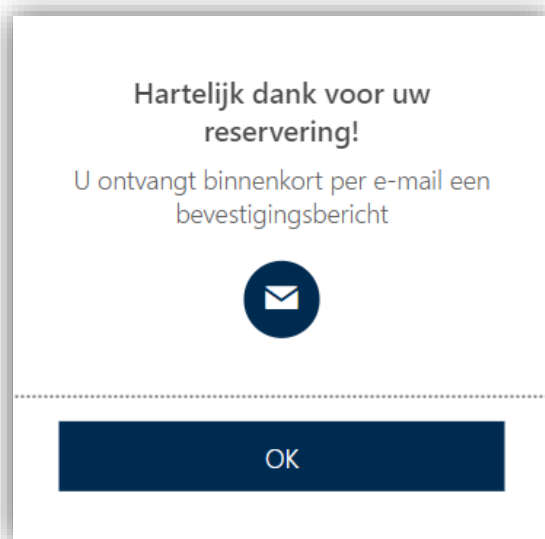 Hartelijk dank voor uw
reservering!
U ontvangt binnenkort per e-mail een
bevestigingsbericht
OK